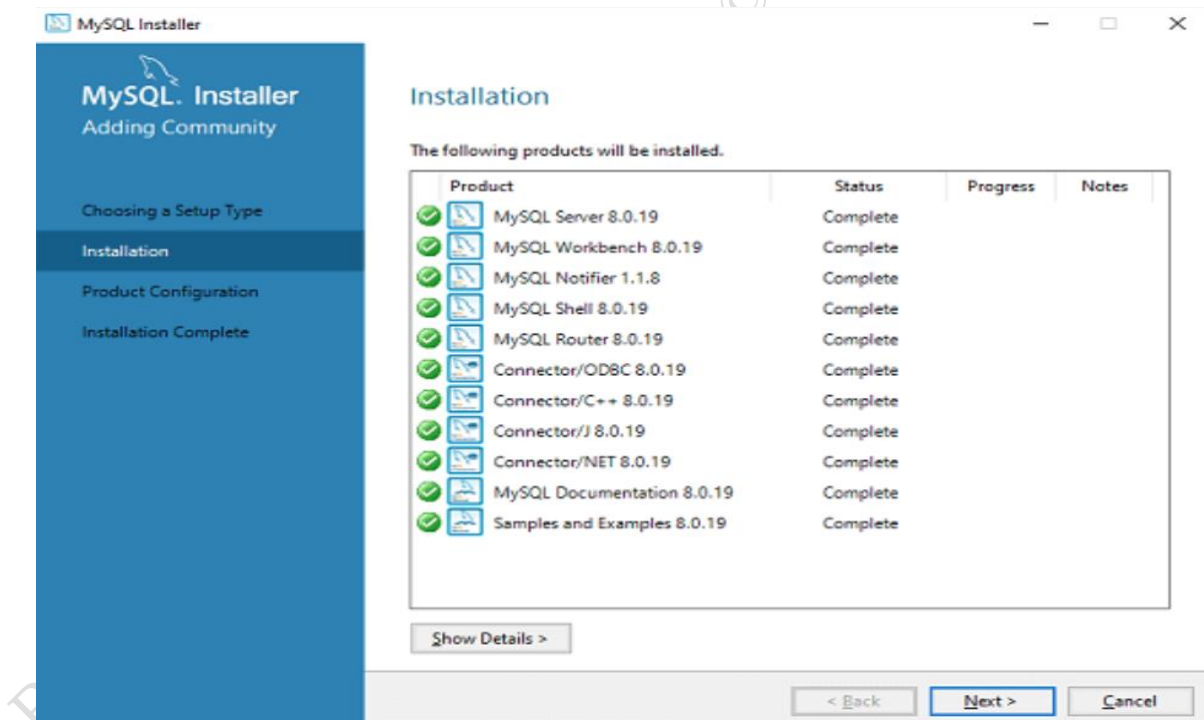 MySQL Installer
MySQL. Installer
Adding Community
Choosing a Setup Type
Installation
Product Configuration
Installation Complete
Installation
The following products will be installed.
Product Status Progress Notes
MySQL Server 8.0.19 Complete
MySQL Workbench 8.0.19 Complete
MySQL Notifier 1.1.8 Complete
MySQL Shell 8.0.19 Complete
MySQL Router 8.0.19 Complete
Connector/ODBC 8.0.19 Complete
Connector/C++ 8.0.19 Complete
Connector/J 8.0.19 Complete
Connector/NET 8.0.19 Complete
MySQL Documentation 8.0.19 Complete
Samples and Examples 8.0.19 Complete
Show Details >
< Back Next > Cancel